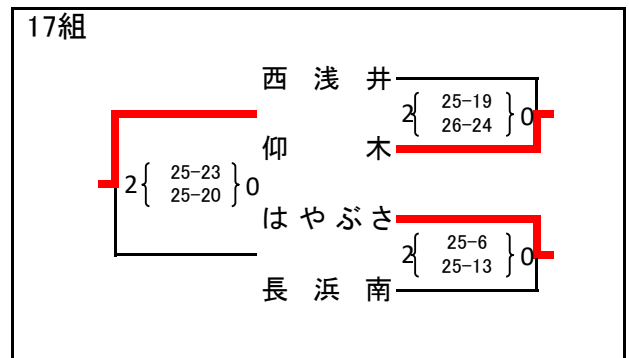 17組
西浅井
2{ 25-19 }0
26-24
仰木
2{ 25-23 }0
25-20
はやぶさ
2{ 25-6 }0
25-13
長浜南